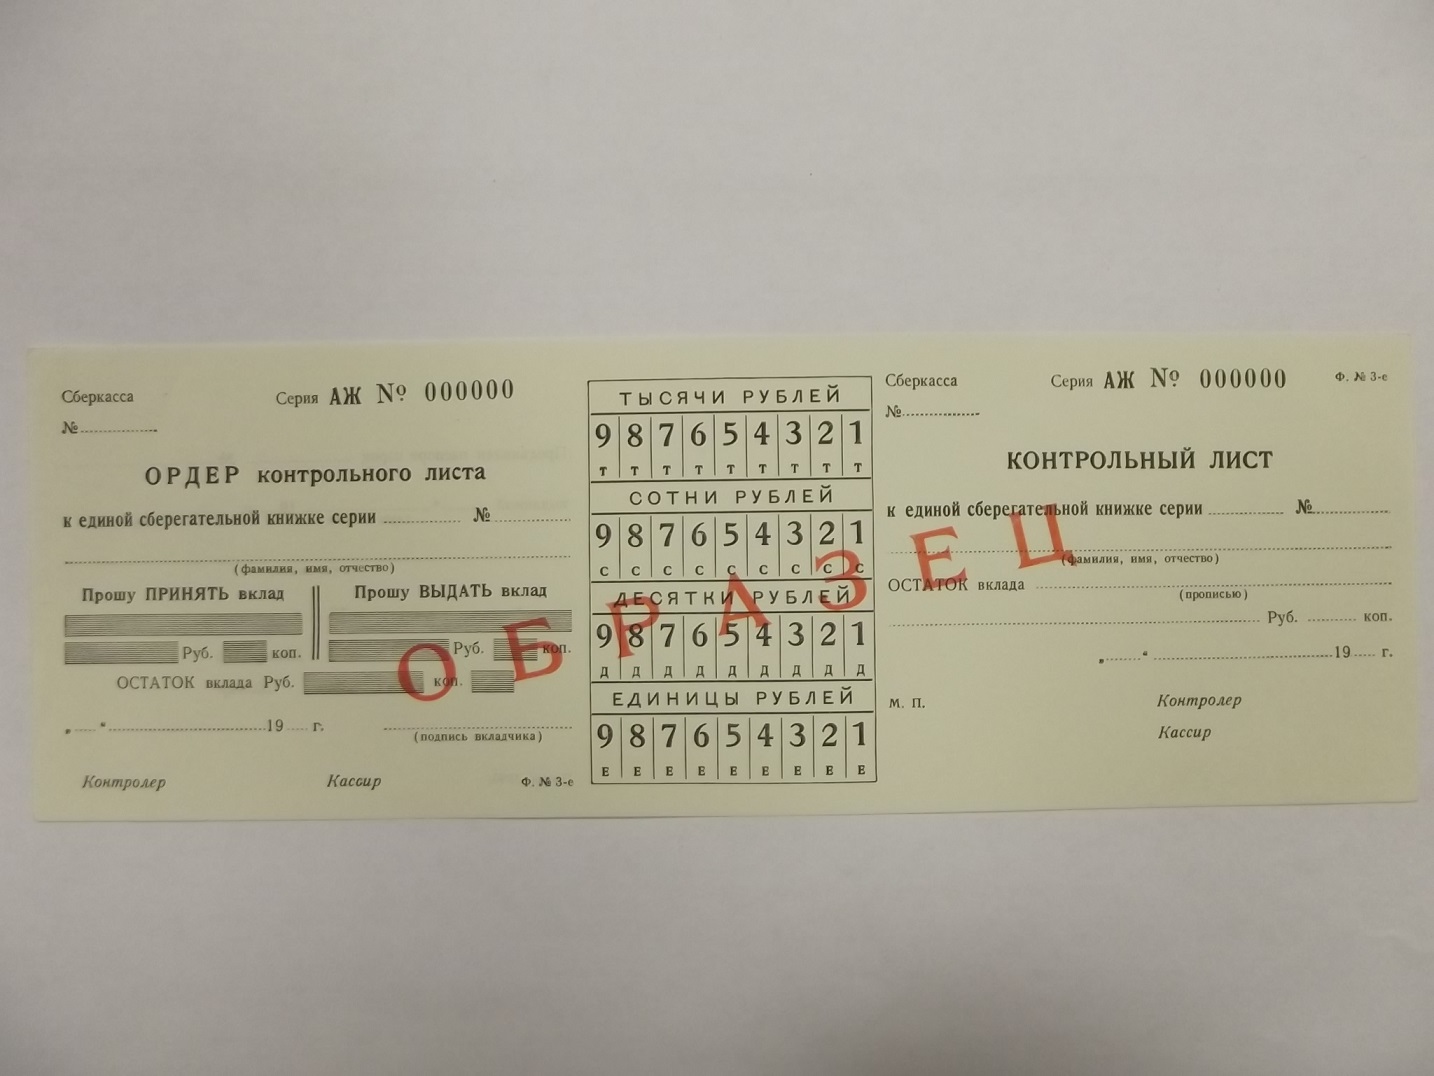 Сберкасса Серия АЖ № 000000
№
ОРДЕР контрольного листа
к единой сберегательной книжке серии №
(фамилия, имя, отчество)
Прошу ПРИНЯТЬ вклад Прошу ВЫДАТЬ вклад
Руб. коп. Руб. коп.
ОСТАТОК вклада Руб. коп.
„ “ 19 г.
(подпись вкладчика)
Контролер Кассир Ф. № 3-е
ТЫСЯЧИ РУБЛЕЙ
9 8 7 6 5 4 3 2 1
Т Т Т Т Т Т Т Т Т
СОТНИ РУБЛЕЙ
9 8 7 6 5 4 3 2 1
С С С С С С С С С
ДЕСЯТКИ РУБЛЕЙ
9 8 7 6 5 4 3 2 1
Д Д Д Д Д Д Д Д Д
ЕДИНИЦЫ РУБЛЕЙ
9 8 7 6 5 4 3 2 1
Е Е Е Е Е Е Е Е Е
Сберкасса Серия АЖ № 000000 Ф. № 3-е
№
КОНТРОЛЬНЫЙ ЛИСТ
к единой сберегательной книжке серии №
(фамилия, имя, отчество)
ОСТАТОК вклада
(прописью)
Руб. коп.
„ “ 19 г.
М. П. Контролер
Кассир
ОБРАЗЕЦ